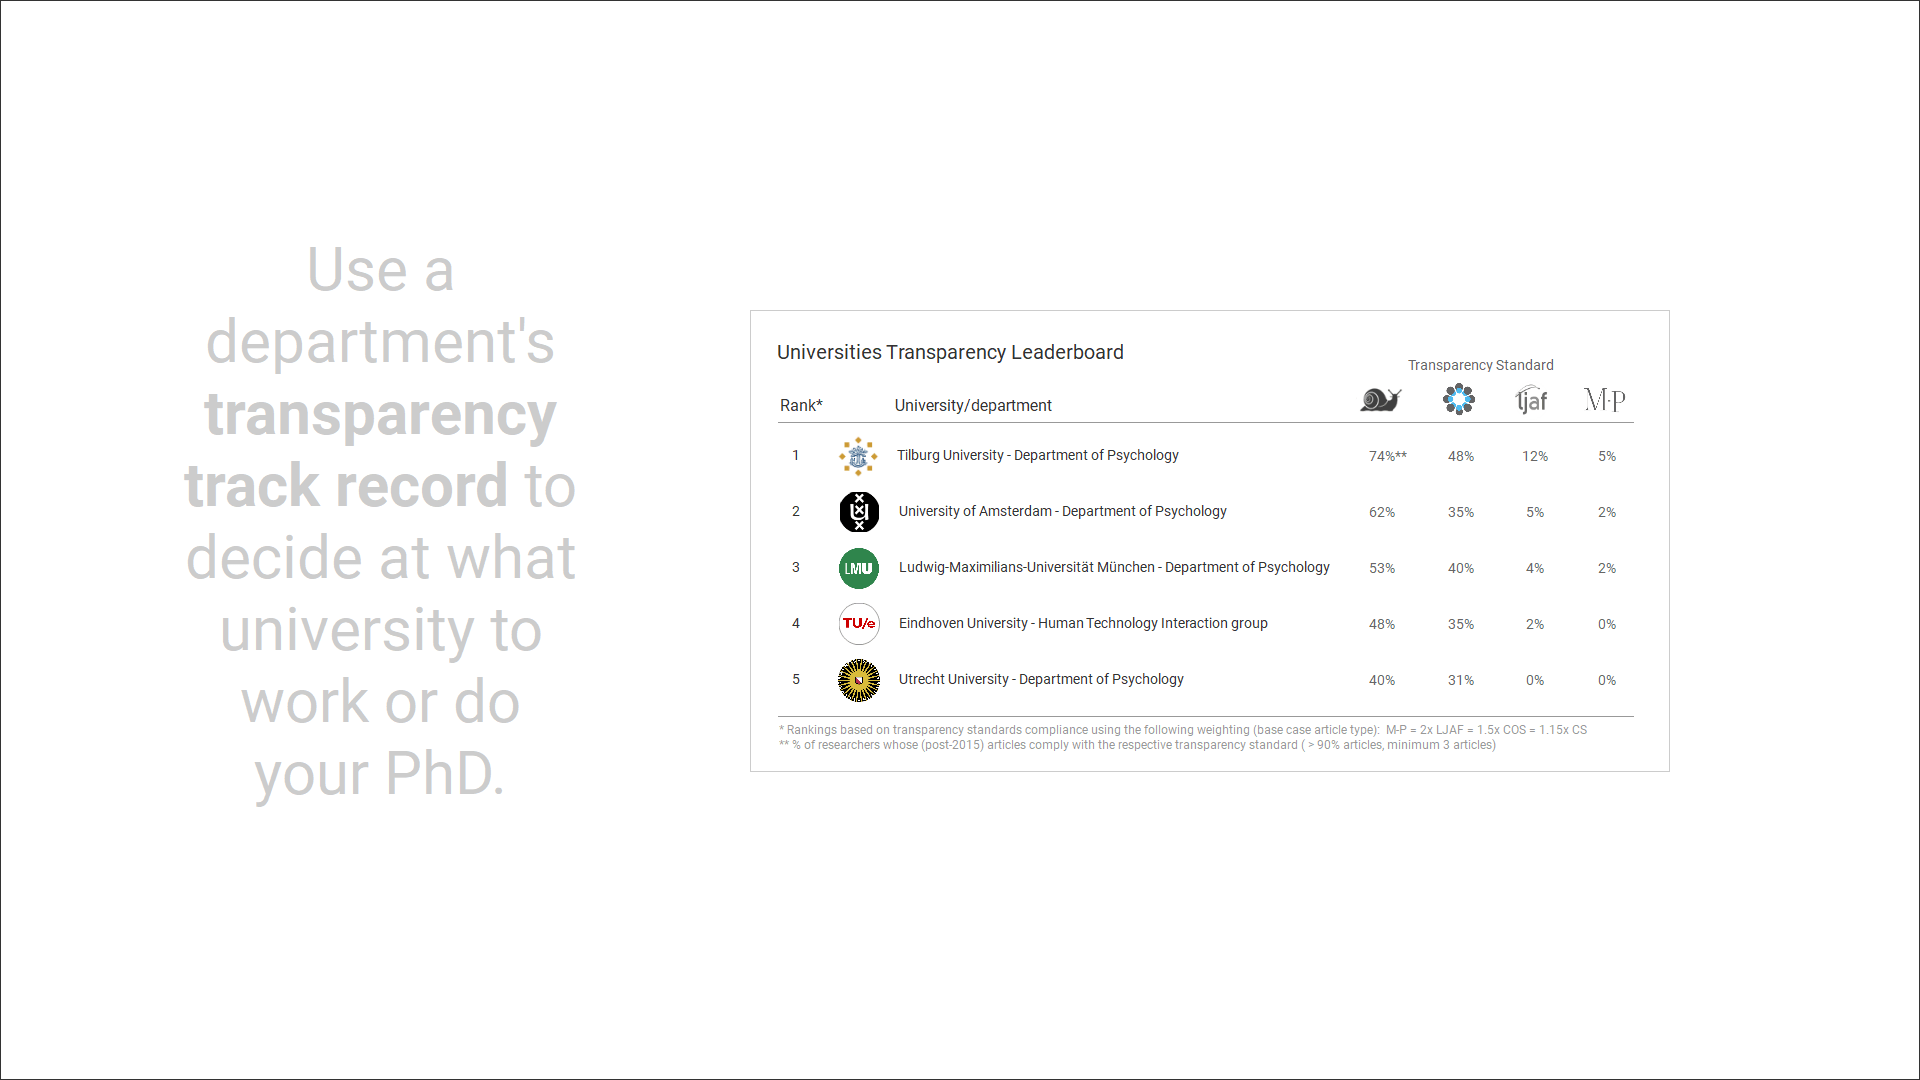 Use a
department's
transparency
track record to
decide at what
university to
work or do
your PhD.
Universities Transparency Leaderboard
Transparency Standard
Rank* University/department ljaf M·P
1 Tilburg University - Department of Psychology 74%** 48% 12% 5%
2 U University of Amsterdam - Department of Psychology 62% 35% 5% 2%
3 LMU Ludwig-Maximilians-Universität München - Department of Psychology 53% 40% 4% 2%
4 TU/e Eindhoven University - Human Technology Interaction group 48% 35% 2% 0%
5 Utrecht University - Department of Psychology 40% 31% 0% 0%
* Rankings based on transparency standards compliance using the following weighting (base case article type): M-P = 2x LJAF = 1.5x COS = 1.15x CS
** % of researchers whose (post-2015) articles comply with the respective transparency standard ( > 90% articles, minimum 3 articles)